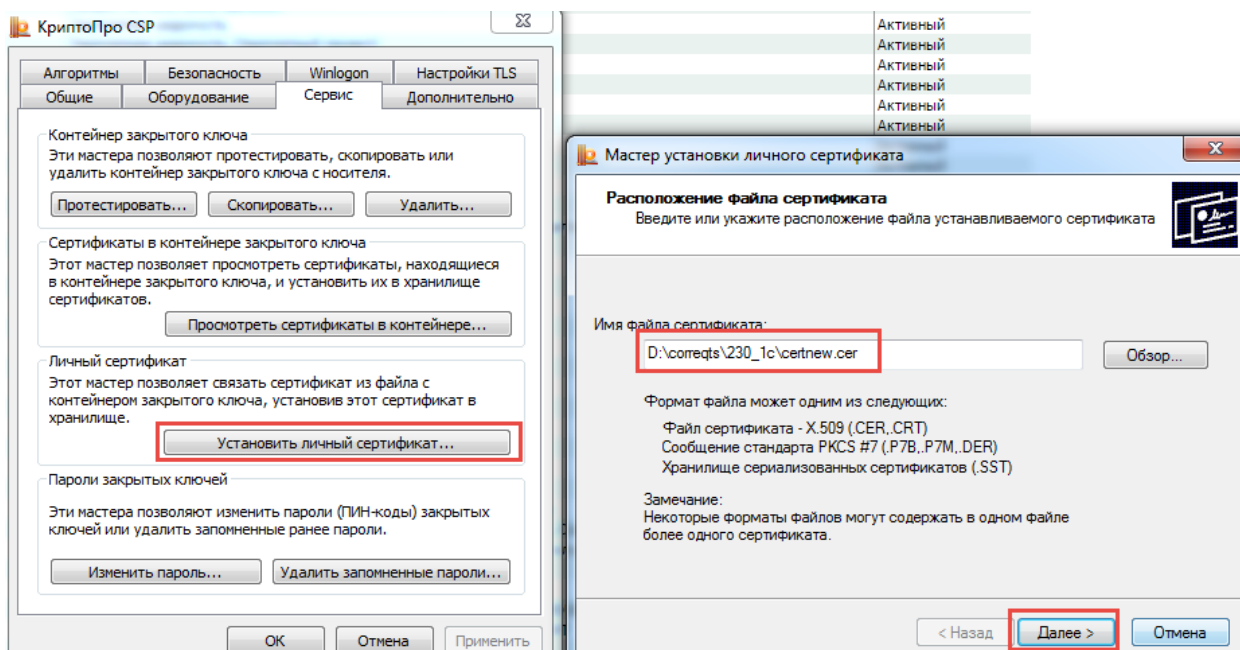 КриптоПро CSP
Алгоритмы
Безопасность
Winlogon
Настройки TLS
Общие
Оборудование
Сервис
Дополнительно
Контейнер закрытого ключа
Эти мастера позволяют протестировать, скопировать или
удалить контейнер закрытого ключа с носителя.
Протестировать...
Скопировать...
Удалить...
Сертификаты в контейнере закрытого ключа
Этот мастер позволяет просмотреть сертификаты, находящиеся
в контейнере закрытого ключа, и установить их в хранилище
сертификатов.
Просмотреть сертификаты в контейнере...
Личный сертификат
Этот мастер позволяет связать сертификат из файла с
контейнером закрытого ключа, установив этот сертификат в
хранилище.
Установить личный сертификат...
Пароли закрытых ключей
Эти мастера позволяют изменить пароли (ПИН-коды) закрытых
ключей или удалить запомненные ранее пароли.
Изменить пароль...
Удалить запомненные пароли...
ОК
Отмена
Применить
Активный
Активный
Активный
Активный
Активный
Активный
Мастер установки личного сертификата
Расположение файла сертификата
Введите или укажите расположение файла устанавливаемого сертификата
Имя файла сертификата:
D:\correqts\230_1c\certnew.cer
Обзор...
Формат файла может одним из следующих:
Файл сертификата - X.509 (.CER,.CRT)
Сообщение стандарта PKCS #7 (.P7B,.P7M,.DER)
Хранилище сериализованных сертификатов (.SST)
Замечание:
Некоторые форматы файлов могут содержать в одном файле
более одного сертификата.
< Назад
Далее >
Отмена